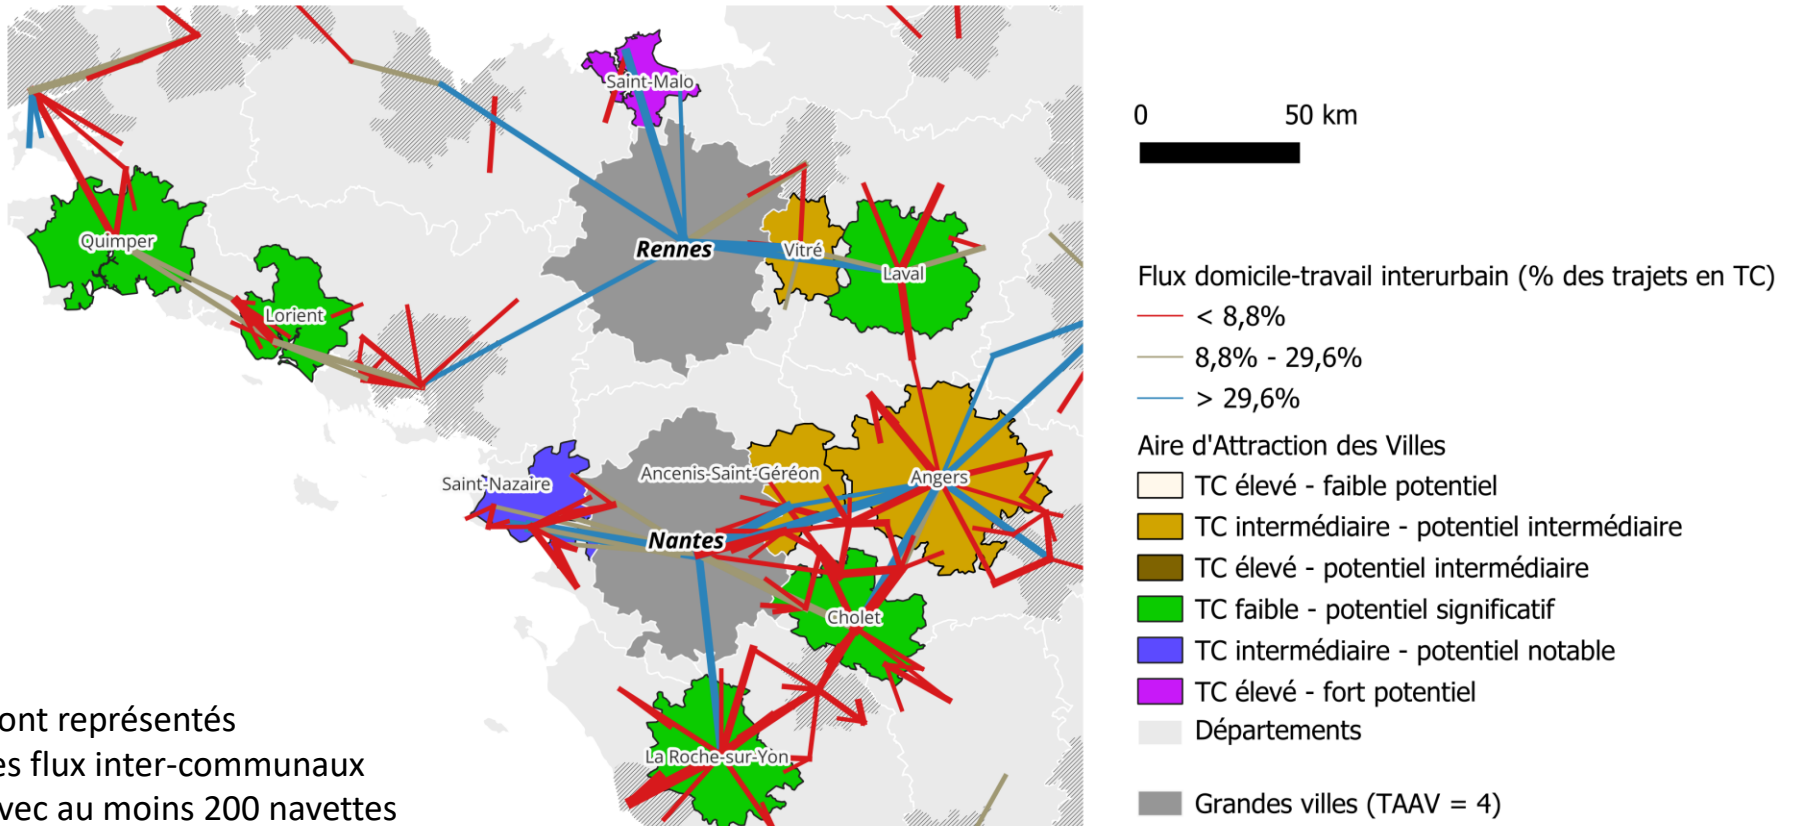 Saint-Malo
Quimper
Rennes
Vitré
Laval
Lorient
Saint-Nazaire
Ancenis-Saint-Géréon
Angers
Nantes
Cholet
La Roche-sur-Yon
ont représentés
es flux inter-communaux
vec au moins 200 navettes
0 50 km
Flux domicile-travail interurbain (% des trajets en TC)
< 8,8%
8,8% - 29,6%
> 29,6%
Aire d'Attraction des Villes
TC élevé - faible potentiel
TC intermédiaire - potentiel intermédiaire
TC élevé - potentiel intermédiaire
TC faible - potentiel significatif
TC intermédiaire - potentiel notable
TC élevé - fort potentiel
Départements
Grandes villes (TAAV = 4)